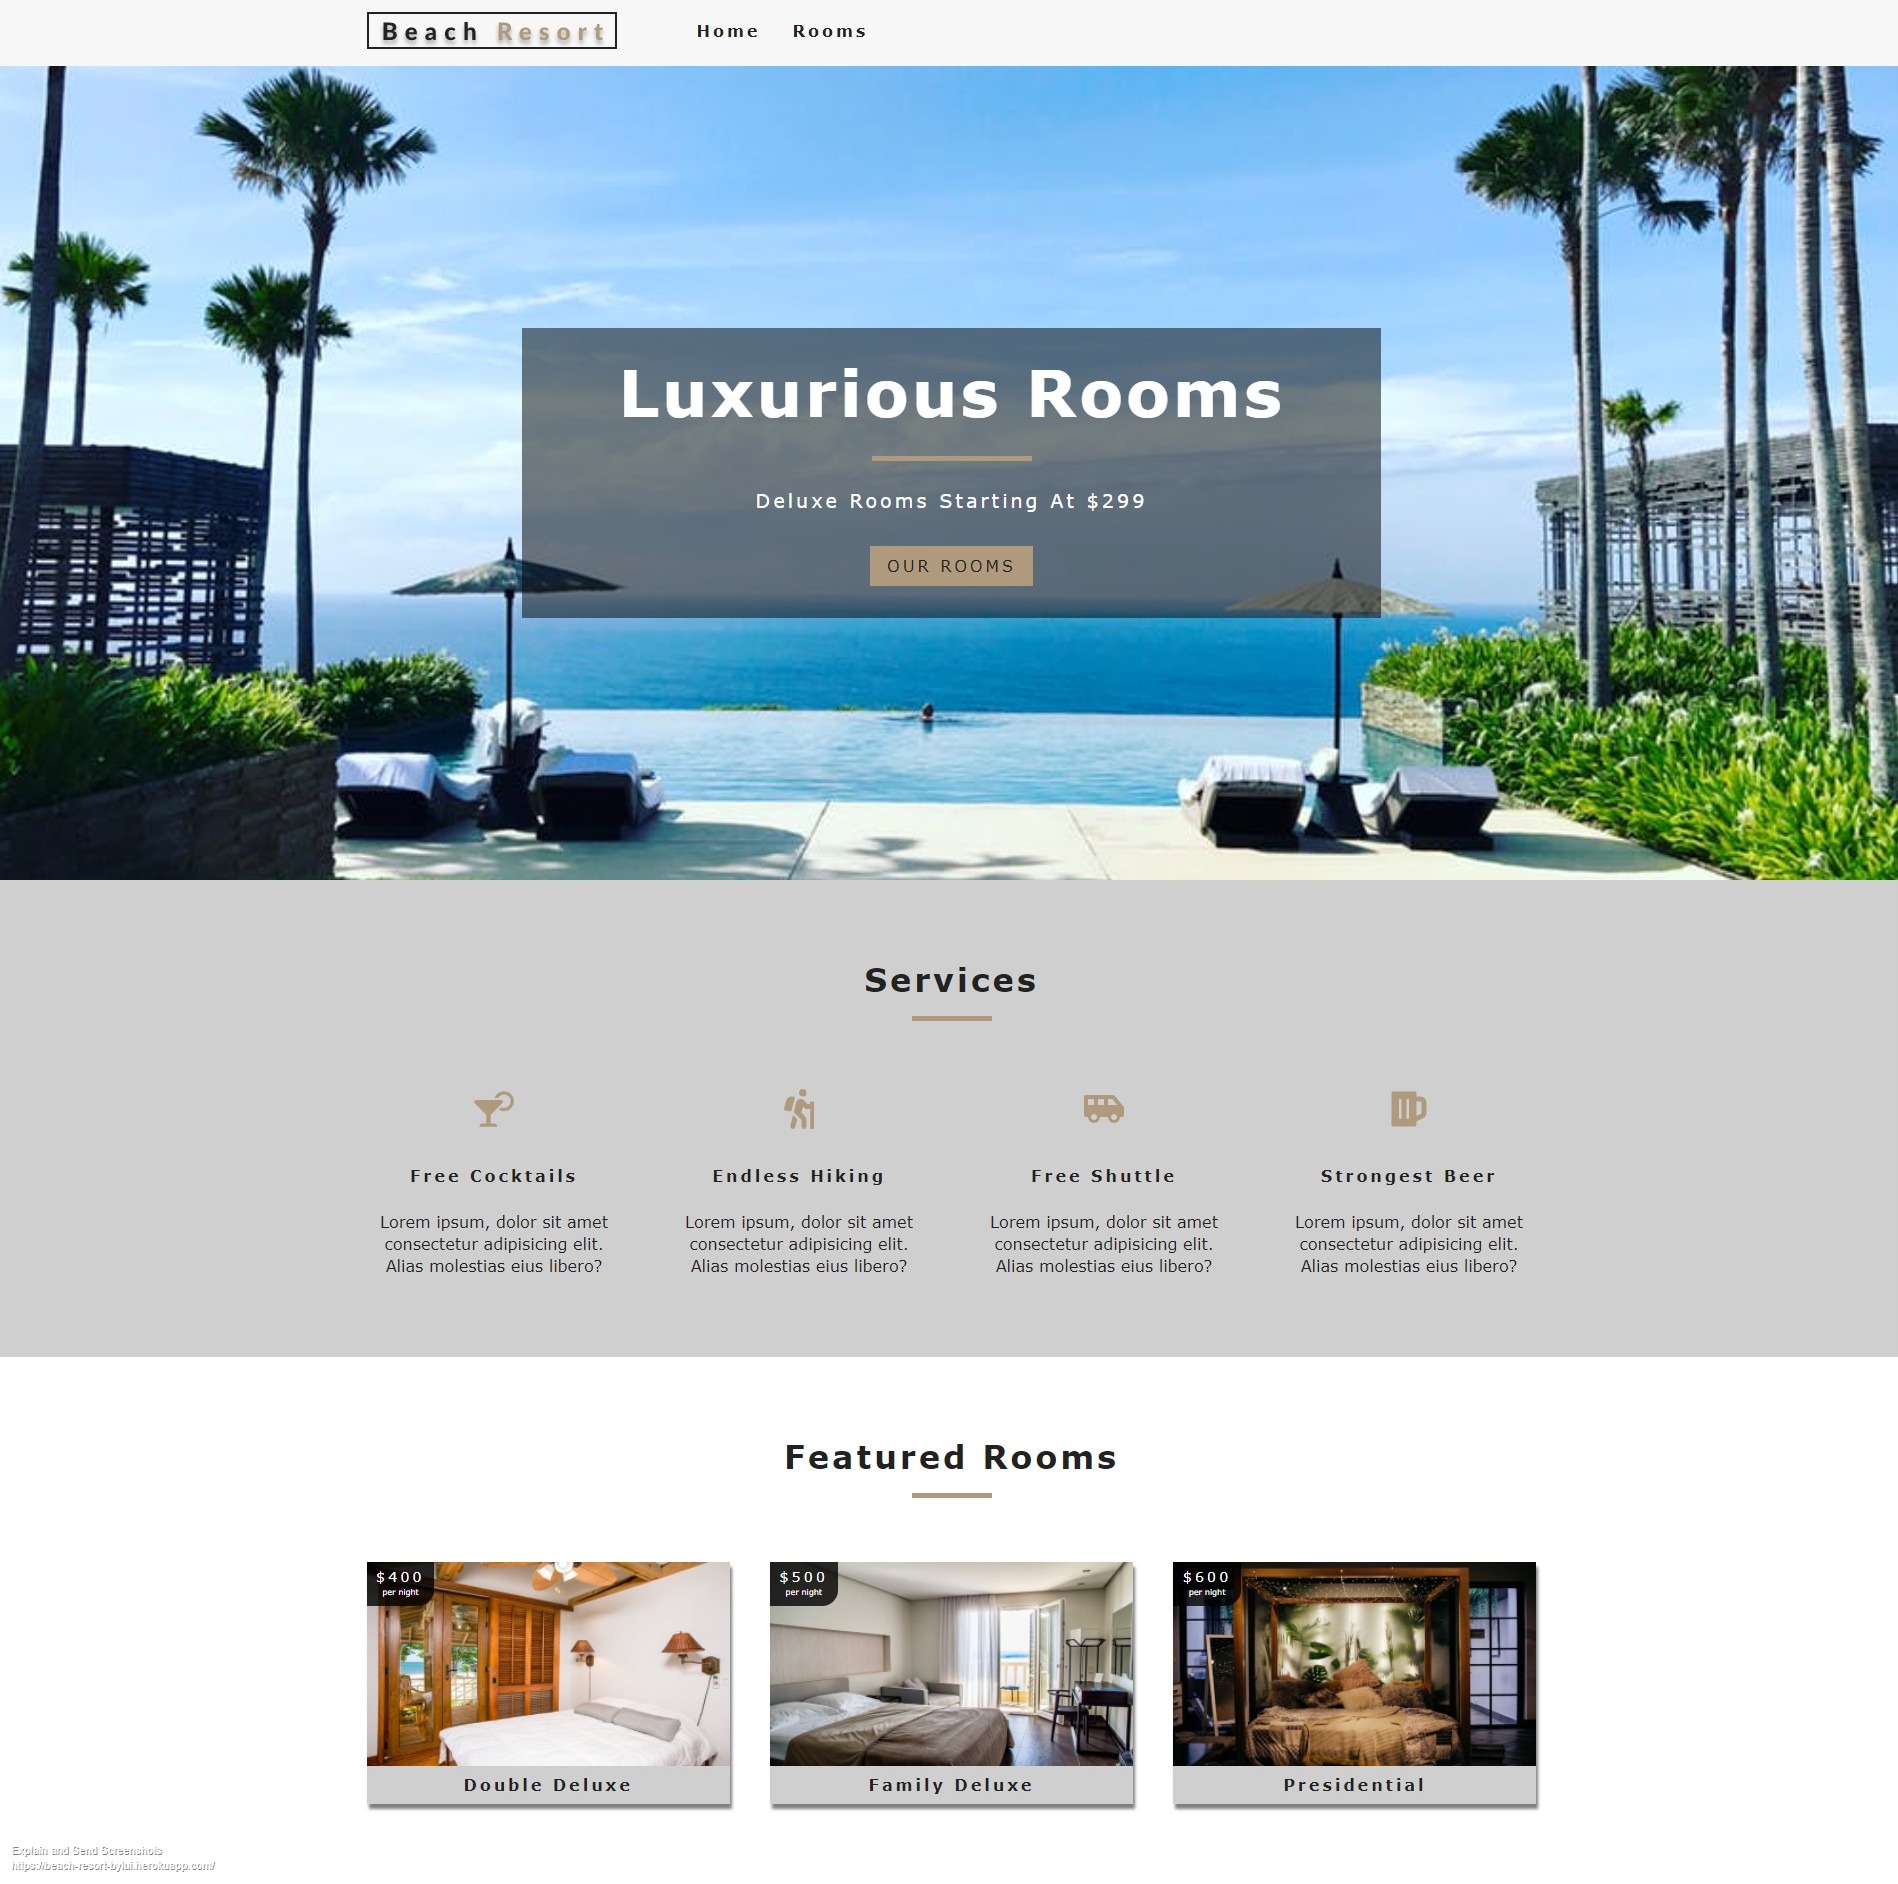 Beach Resort
Home
Rooms
Luxurious Rooms
Deluxe Rooms Starting At $299
OUR ROOMS
Services
Free Cocktails
Lorem ipsum, dolor sit amet
consectetur adipisicing elit.
Alias molestias eius libero?
Endless Hiking
Lorem ipsum, dolor sit amet
consectetur adipisicing elit.
Alias molestias eius libero?
Free Shuttle
Lorem ipsum, dolor sit amet
consectetur adipisicing elit.
Alias molestias eius libero?
Strongest Beer
Lorem ipsum, dolor sit amet
consectetur adipisicing elit.
Alias molestias eius libero?
Featured Rooms
$400
per night
Double Deluxe
$500
per night
Family Deluxe
$600
per night
Presidential
Explain and Send Screenshots
https://beach-resort-bylui.herokuapp.com/